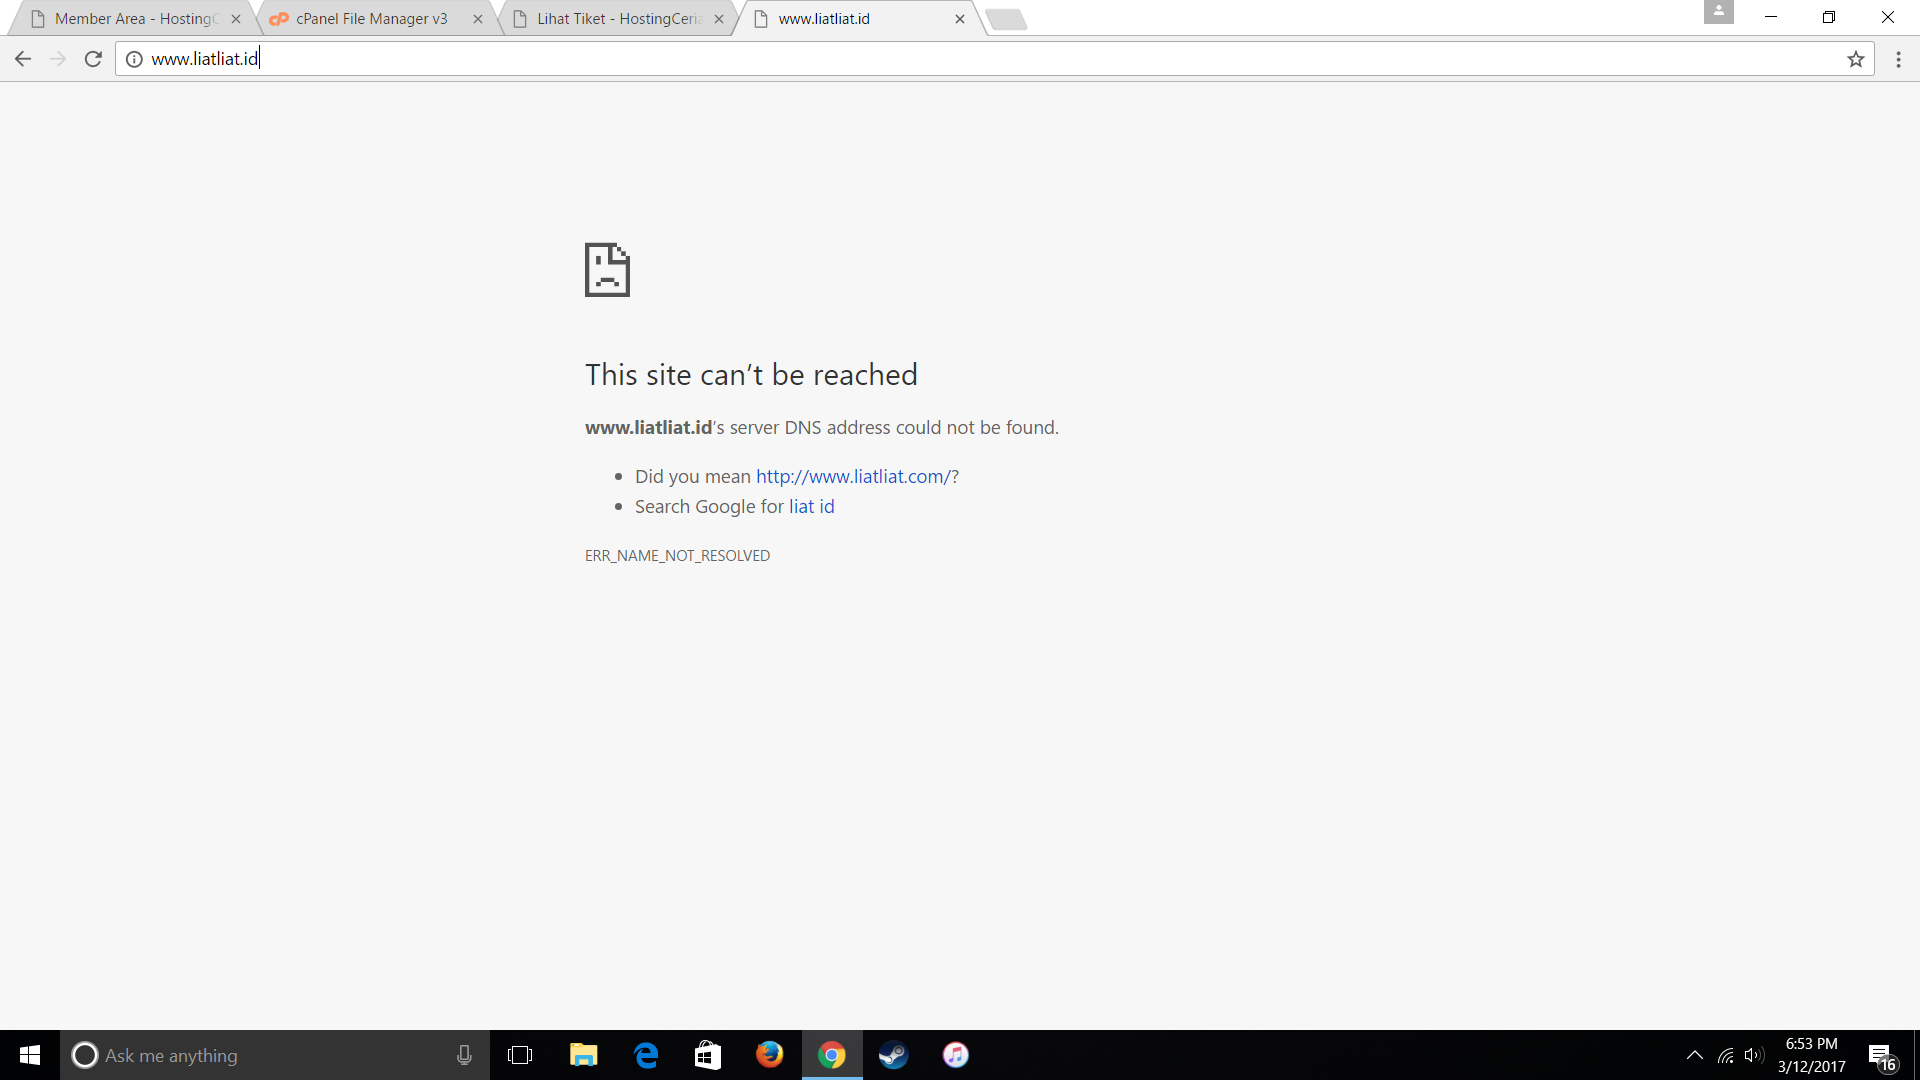 Member Area - HostingC
cPanel File Manager v3
Lihat Tiket - HostingCeria
www.liatliat.id
www.liatliat.id
This site can’t be reached
www.liatliat.id’s server DNS address could not be found.
Did you mean http://www.liatliat.com/?
Search Google for liat id
ERR_NAME_NOT_RESOLVED
Ask me anything
6:53 PM
3/12/2017
16